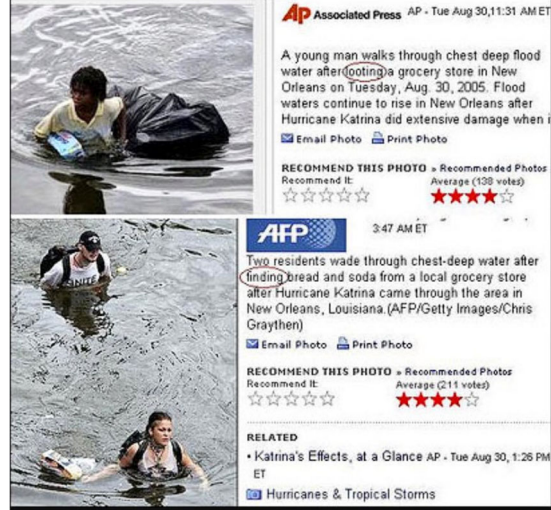 AP Associated Press AP - Tue Aug 30,11:31 AM ET
A young man walks through chest deep flood
water after looting a grocery store in New
Orleans on Tuesday, Aug. 30, 2005. Flood
waters continue to rise in New Orleans after
Hurricane Katrina did extensive damage when
Email Photo Print Photo
RECOMMEND THIS PHOTO » Recommended Photos
Recommend It: Average (138 votes)
AFP 3:47 AM ET
Two residents wade through chest-deep water after
finding bread and soda from a local grocery store
after Hurricane Katrina came through the area in
New Orleans, Louisiana.(AFP/Getty Images/Chris
Graythen)
Email Photo Print Photo
RECOMMEND THIS PHOTO » Recommended Photos
Recommend It: Average (211 votes)
RELATED
• Katrina's Effects, at a Glance AP - Tue Aug 30, 1:26 PM
ET
Hurricanes & Tropical Storms